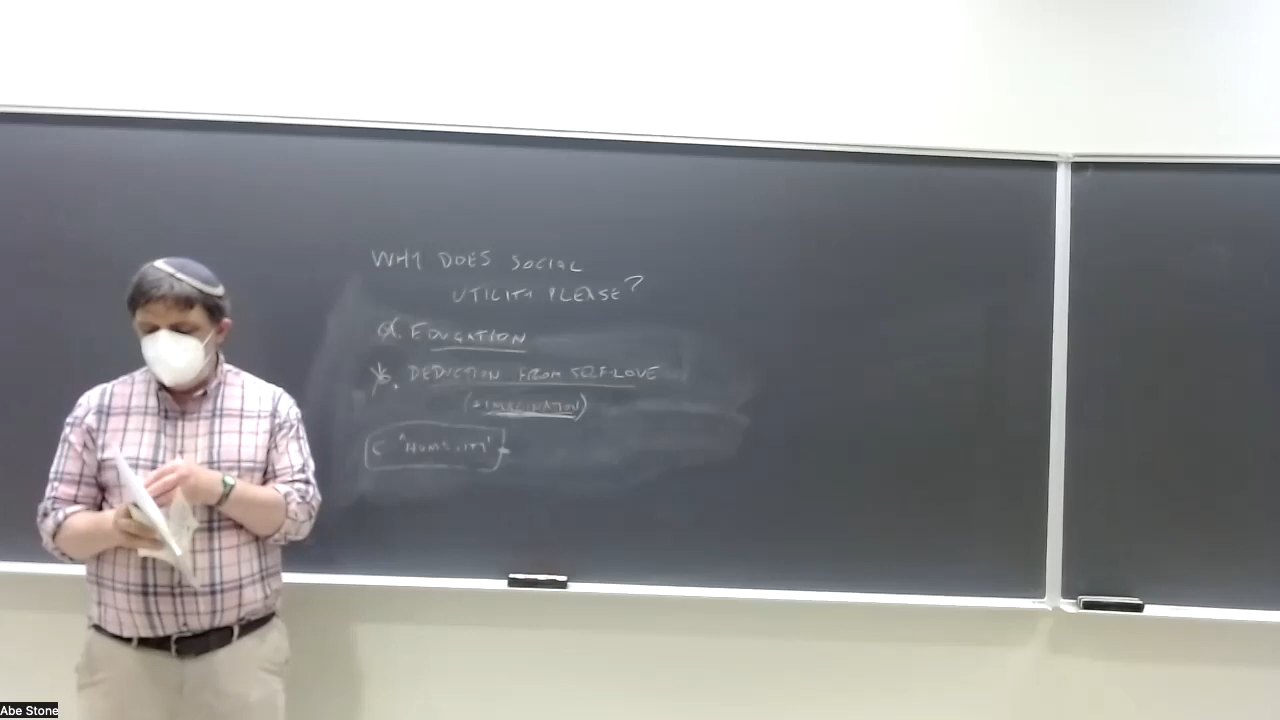 WHY DOES SOCIAL
UTILITY PLEASE?
a. EDUCATION
b. DEDUCTION FROM SELF-LOVE
(+ IMAGINATION)
c "HUMANITY"
Abe Stone